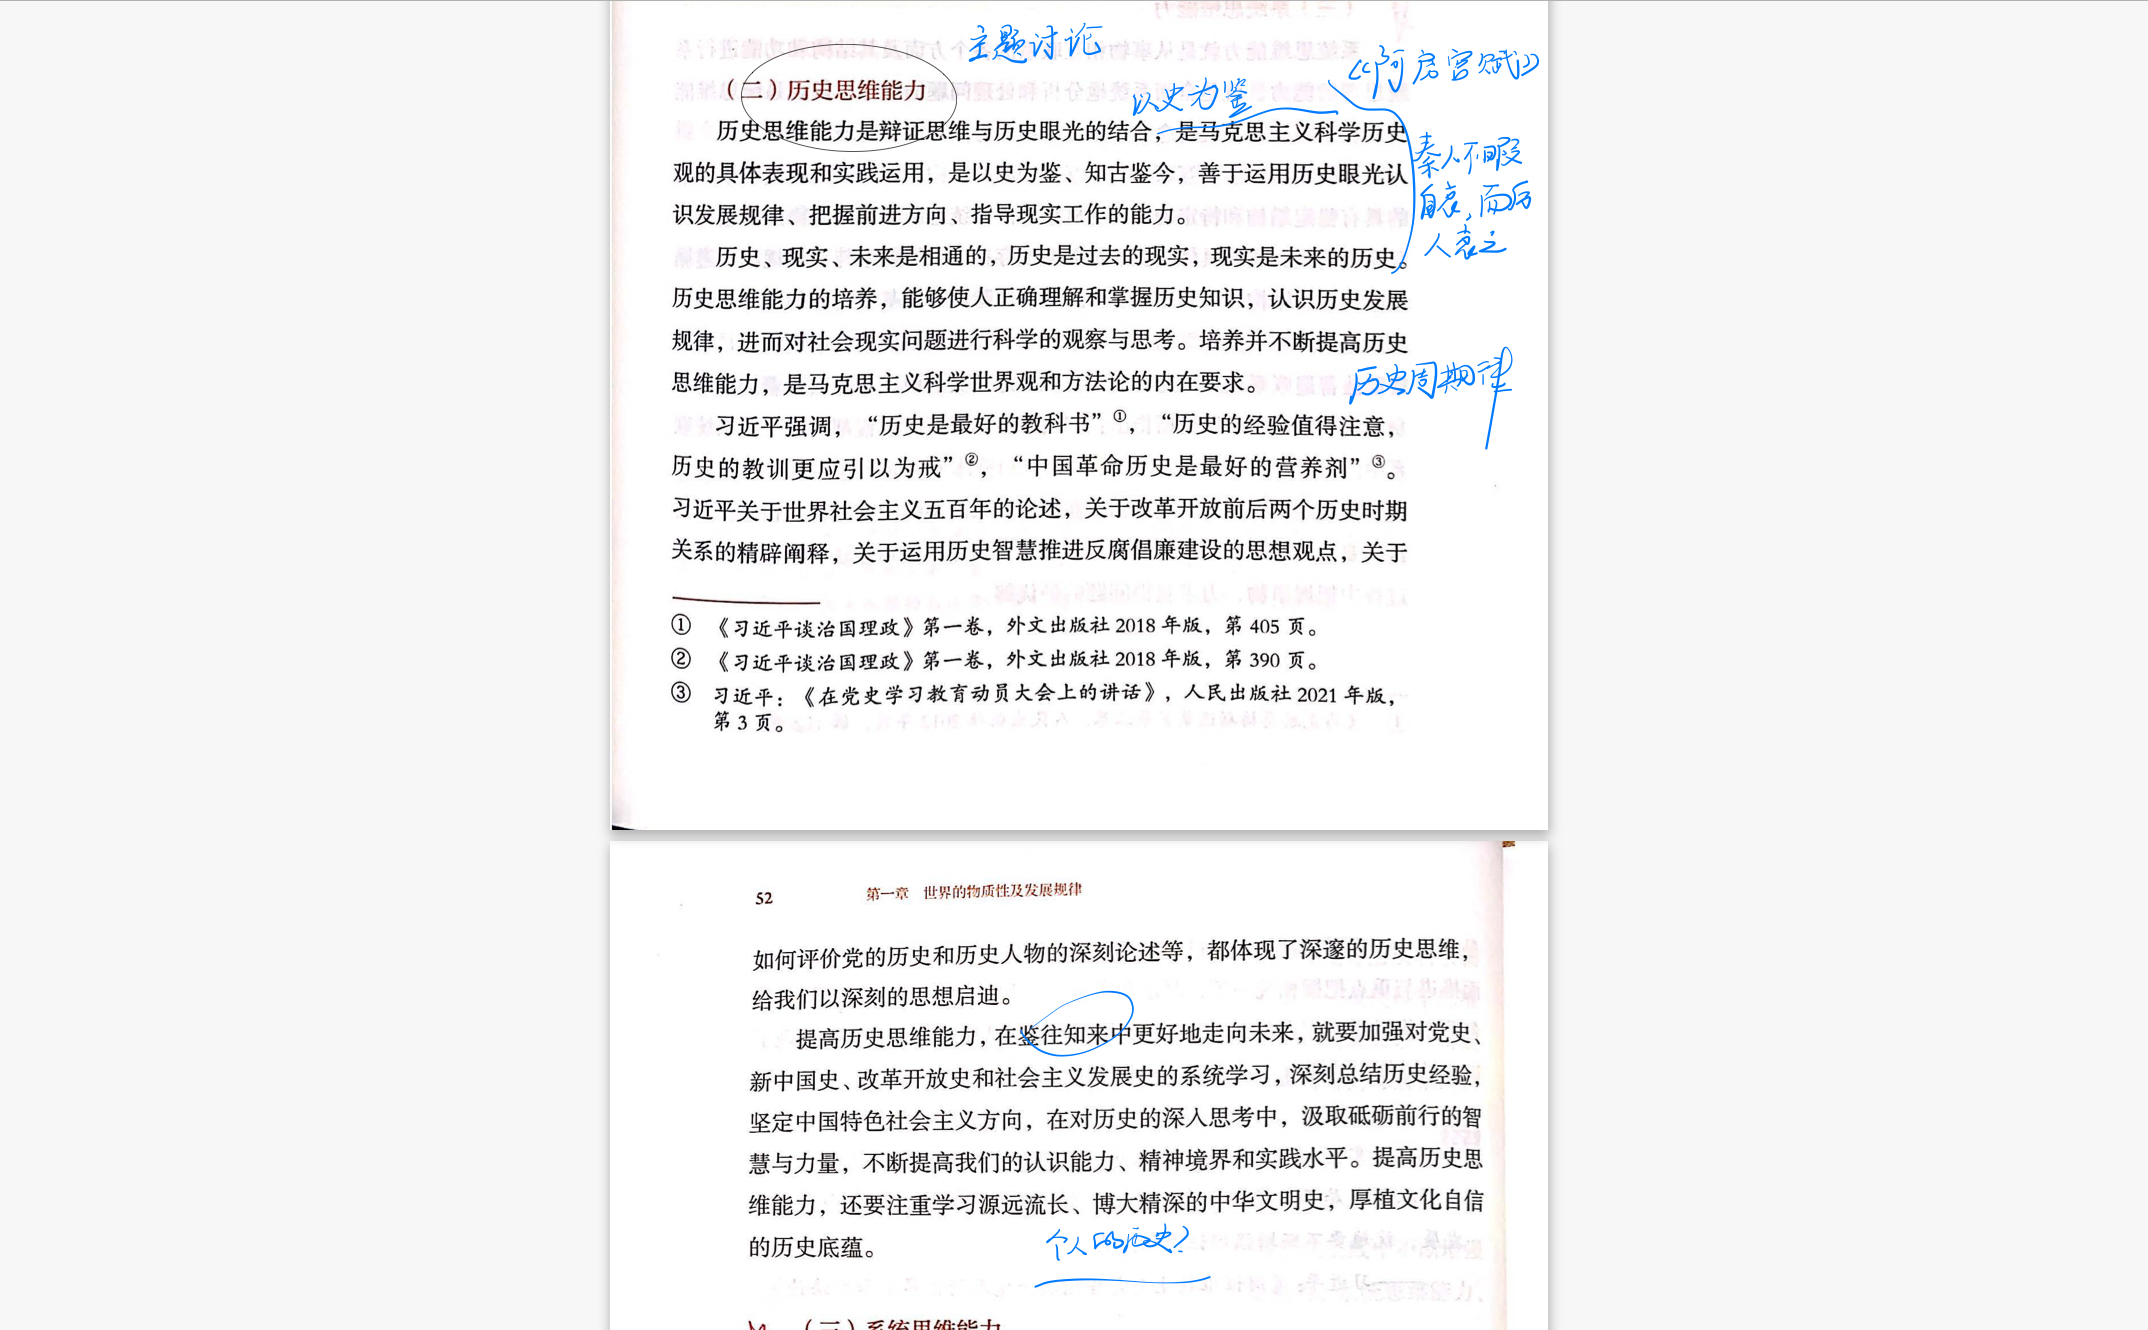 主题讨论
《阿房宫赋》
（二）历史思维能力
以史为鉴
历史思维能力是辩证思维与历史眼光的结合，是马克思主义科学历史
秦人不暇
观的具体表现和实践运用，是以史为鉴、知古鉴今，善于运用历史眼光认
自哀，而后
识发展规律、把握前进方向、指导现实工作的能力。
人哀之
历史、现实、未来是相通的，历史是过去的现实，现实是未来的历史。
历史思维能力的培养，能够使人正确理解和掌握历史知识，认识历史发展
规律，进而对社会现实问题进行科学的观察与思考。培养并不断提高历史
思维能力，是马克思主义科学世界观和方法论的内在要求。
历史周期律
习近平强调，“历史是最好的教科书”①，“历史的经验值得注意，
历史的教训更应引以为戒”②，“中国革命历史是最好的营养剂”③。
习近平关于世界社会主义五百年的论述，关于改革开放前后两个历史时期
关系的精辟阐释，关于运用历史智慧推进反腐倡廉建设的思想观点，关于
① 《习近平谈治国理政》第一卷，外文出版社 2018 年版，第 405 页。
② 《习近平谈治国理政》第一卷，外文出版社 2018 年版，第 390 页。
③ 习近平：《在党史学习教育动员大会上的讲话》，人民出版社 2021 年版，
第 3 页。
52 第一章 世界的物质性及发展规律
如何评价党的历史和历史人物的深刻论述等，都体现了深邃的历史思维，
给我们以深刻的思想启迪。
提高历史思维能力，在鉴往知来中更好地走向未来，就要加强对党史、
新中国史、改革开放史和社会主义发展史的系统学习，深刻总结历史经验，
坚定中国特色社会主义方向，在对历史的深入思考中，汲取砥砺前行的智
慧与力量，不断提高我们的认识能力、精神境界和实践水平。提高历史思
维能力，还要注重学习源远流长、博大精深的中华文明史，厚植文化自信
的历史底蕴。
个人的历史？
（三）系统思维能力